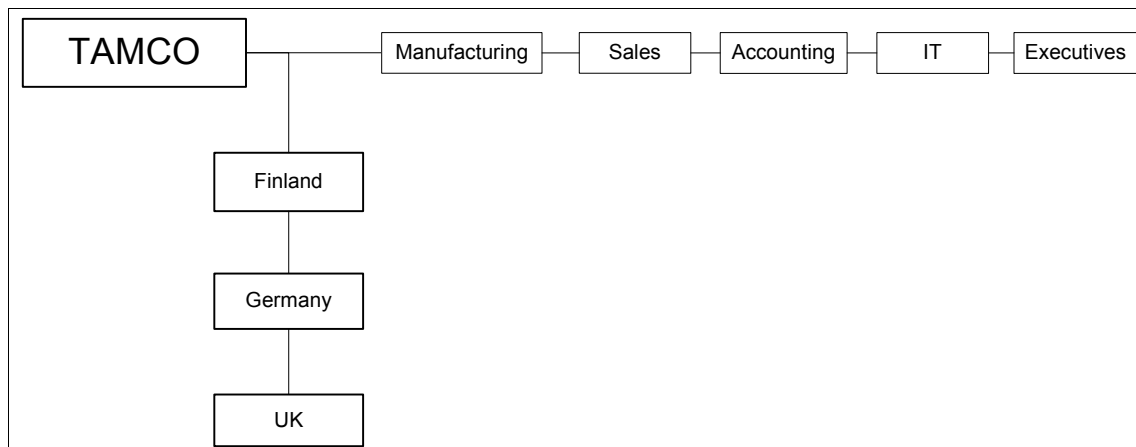 TAMCO
Manufacturing
Sales
Accounting
IT
Executives
Finland
Germany
UK